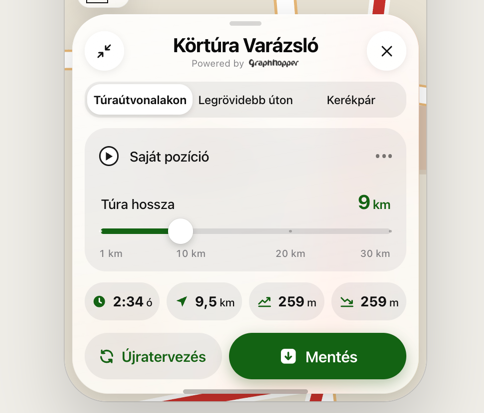 Körtúra Varázsló
Powered by Graphhopper
Túraútvonalakon Legrövidebb úton Kerékpár
Saját pozíció
Túra hossza 9 km
1 km 10 km 20 km 30 km
2:34 ó 9,5 km 259 m 259 m
Újratervezés Mentés